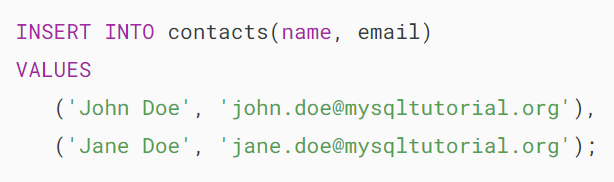 INSERT INTO contacts(name, email)
VALUES
('John Doe', 'john.doe@mysqltutorial.org'),
('Jane Doe', 'jane.doe@mysqltutorial.org');